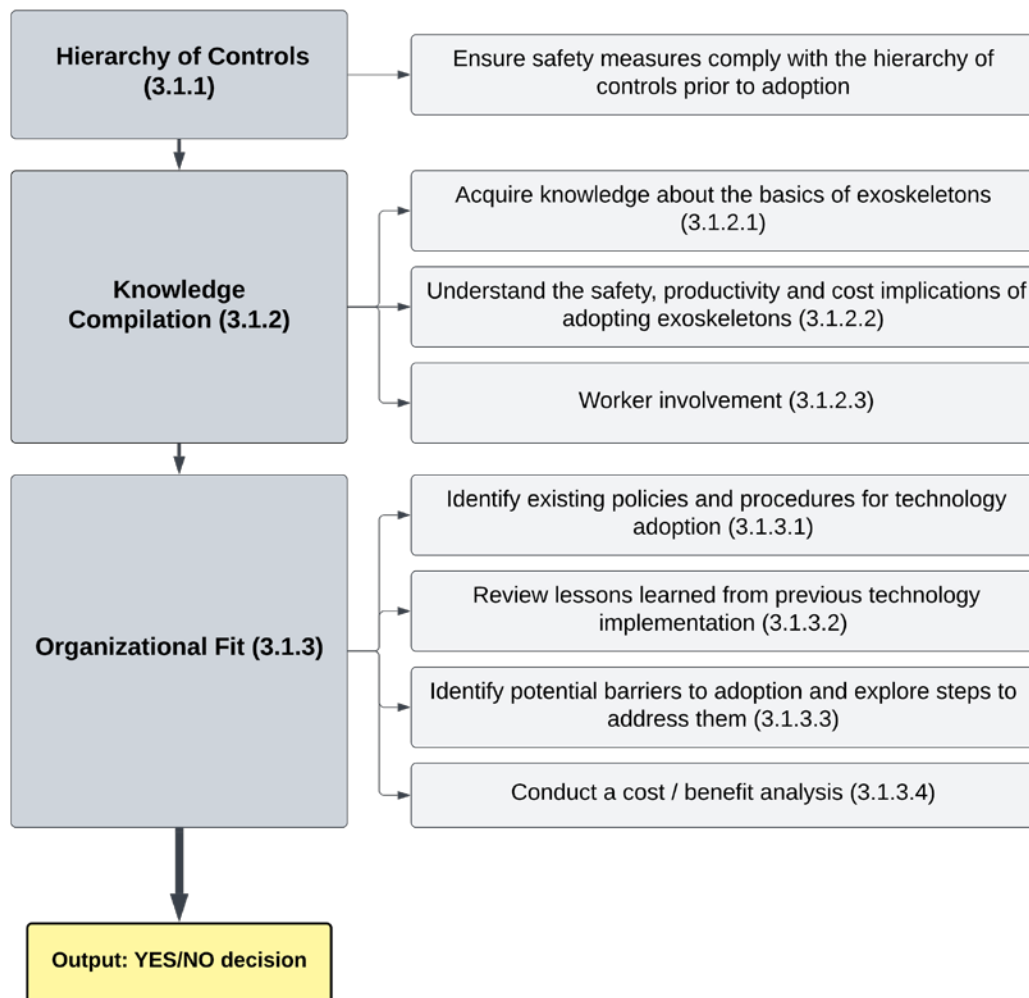 Hierarchy of Controls
(3.1.1)
Ensure safety measures comply with the hierarchy of
controls prior to adoption
Knowledge
Compilation (3.1.2)
Acquire knowledge about the basics of exoskeletons
(3.1.2.1)
Understand the safety, productivity and cost implications of
adopting exoskeletons (3.1.2.2)
Worker involvement (3.1.2.3)
Organizational Fit (3.1.3)
Identify existing policies and procedures for technology
adoption (3.1.3.1)
Review lessons learned from previous technology
implementation (3.1.3.2)
Identify potential barriers to adoption and explore steps to
address them (3.1.3.3)
Conduct a cost / benefit analysis (3.1.3.4)
Output: YES/NO decision